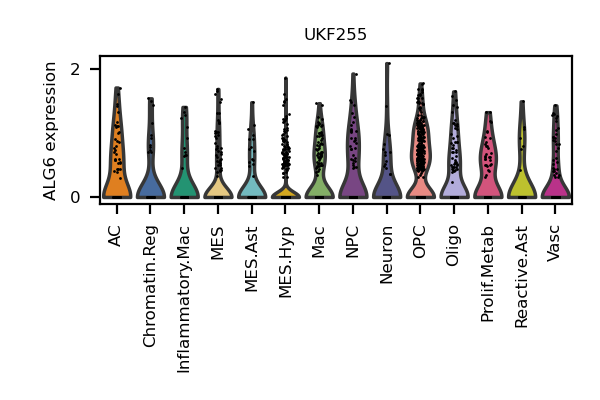 UKF255
ALG6 expression
2
0
AC
Chromatin.Reg
Inflammatory.Mac
MES
MES.Ast
MES.Hyp
Mac
NPC
Neuron
OPC
Oligo
Prolif.Metab
Reactive.Ast
Vasc